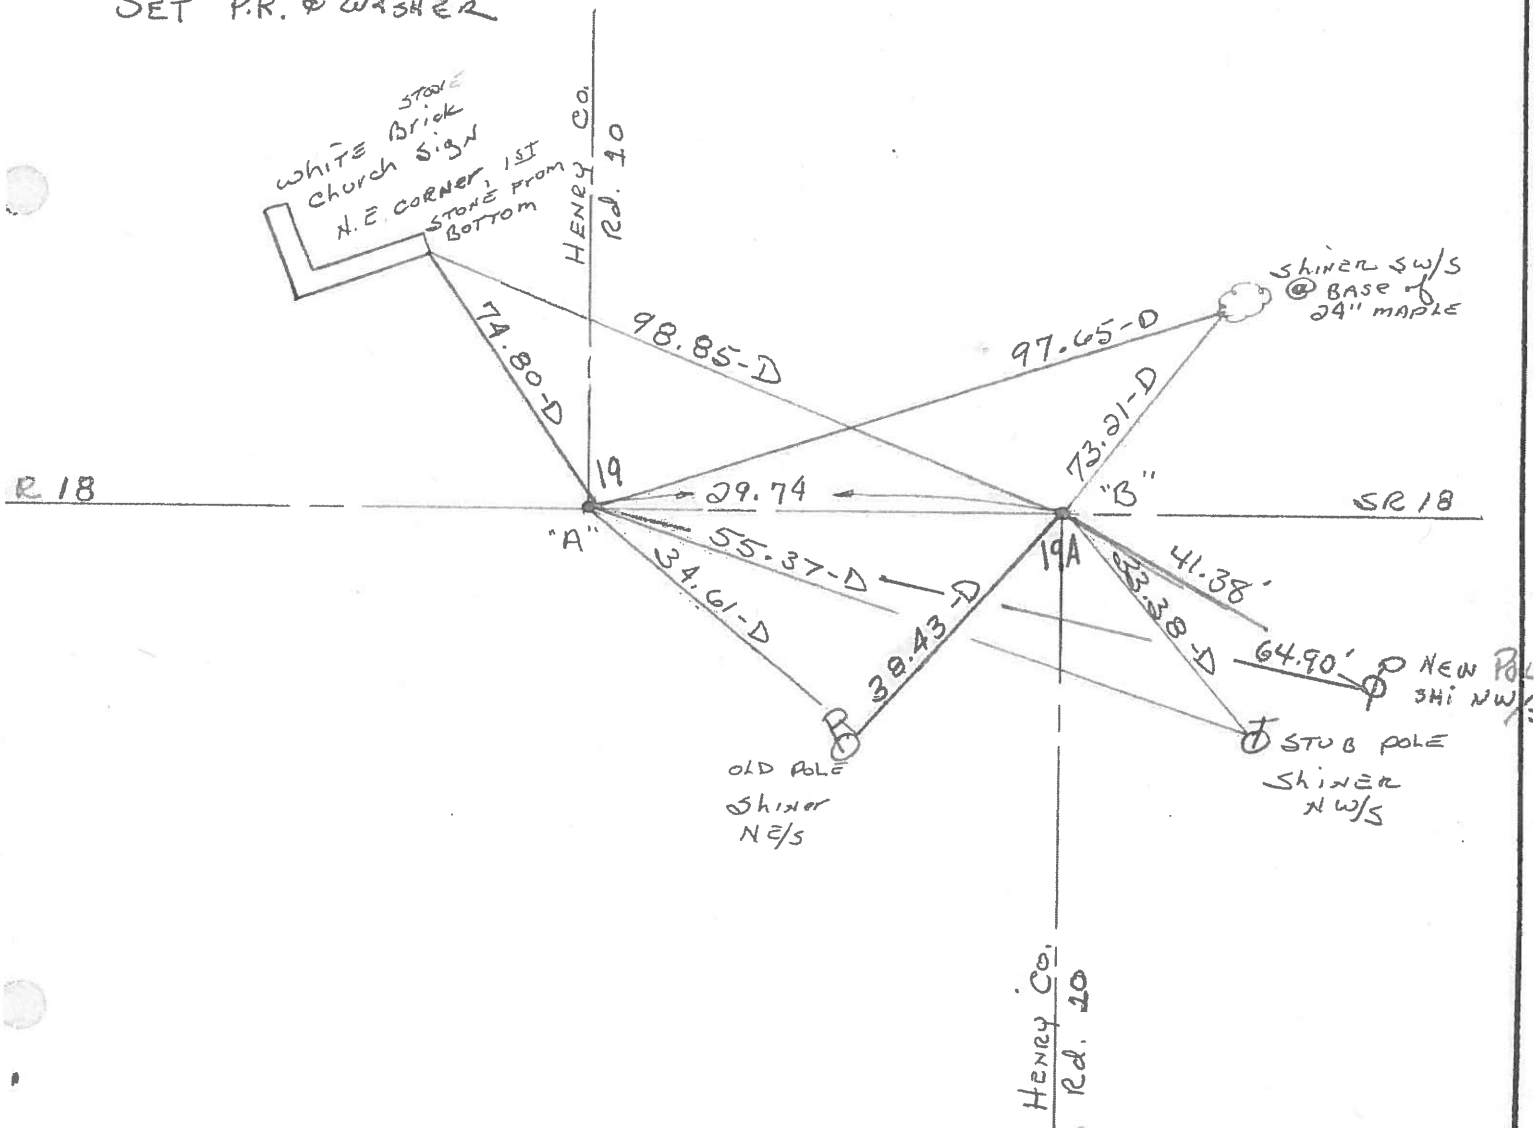 SET P.K. & WASHER
STONE
WHITE Brick
Church Sign
N.E. CORNER, 1ST
STONE From
BOTTOM
HENRY Co.
Rd. 10
ShiNER SW/S
@ BASE of
24" MAPLE
74.80-D
98.85-D
97.65-D
73.21-D
R 18
19
29.74
"B"
SR 18
"A"
55.37-D
34.61-D
19A
41.38'
38.43-D
33.38-D
64.90'
NEW POL
SHI NW/S
STUB POLE
ShiNER
NW/S
OLD POLE
Shiner
NE/S
HENRY Co.
Rd. 10